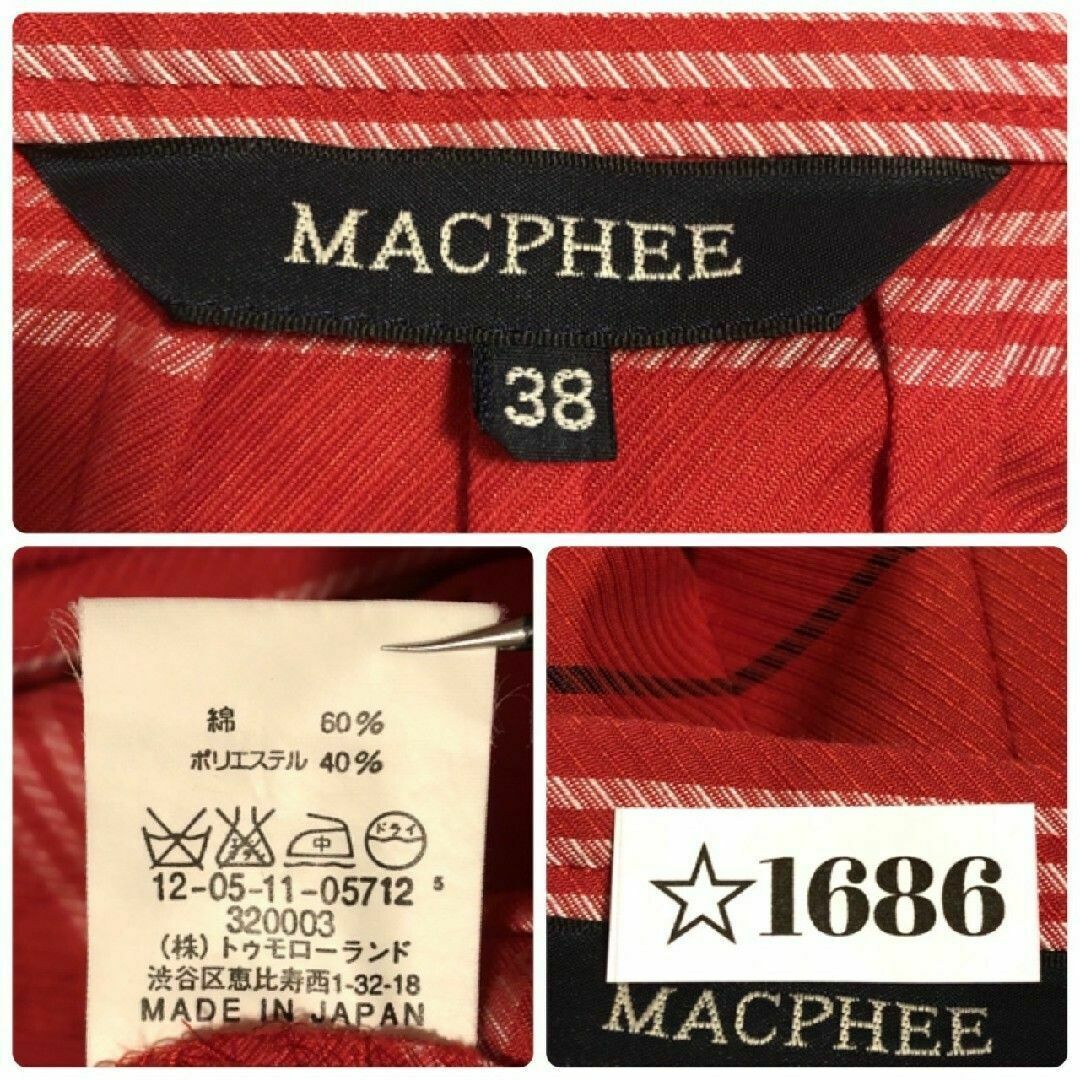 MACPHEE
38
綿 60%
ポリエステル 40%
中 ドライ
12-05-11-05712 5
320003
(株)トゥモローランド
渋谷区恵比寿西1-32-18
MADE IN JAPAN
☆1686
MACPHEE